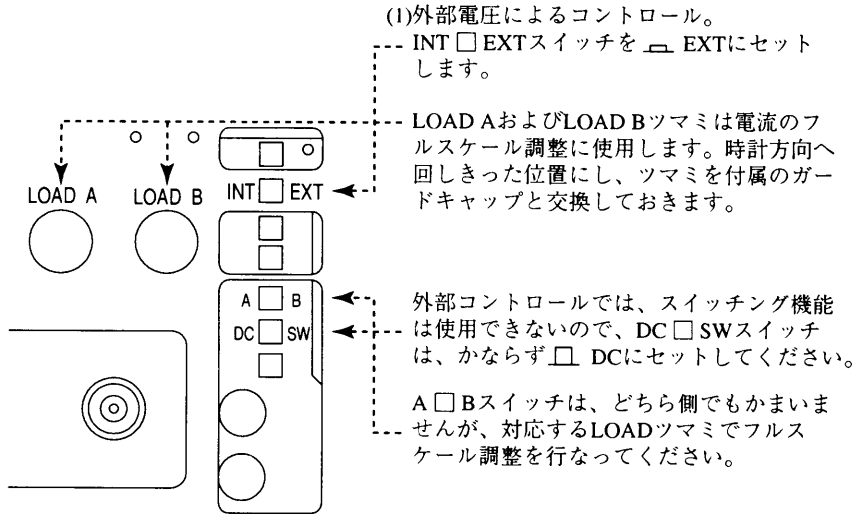 (1)外部電圧によるコントロール。
INT □ EXTスイッチを EXTにセット
します。
LOAD AおよびLOAD Bツマミは電流のフ
ルスケール調整に使用します。時計方向へ
回しきった位置にし、ツマミを付属のガー
ドキャップと交換しておきます。
LOAD A
LOAD B
INT □ EXT
A □ B
DC □ SW
外部コントロールでは、スイッチング機能
は使用できないので、DC □ SWスイッチ
は、かならず DCにセットしてください。
A □ Bスイッチは、どちら側でもかまいま
せんが、対応するLOADツマミでフルス
ケール調整を行なってください。